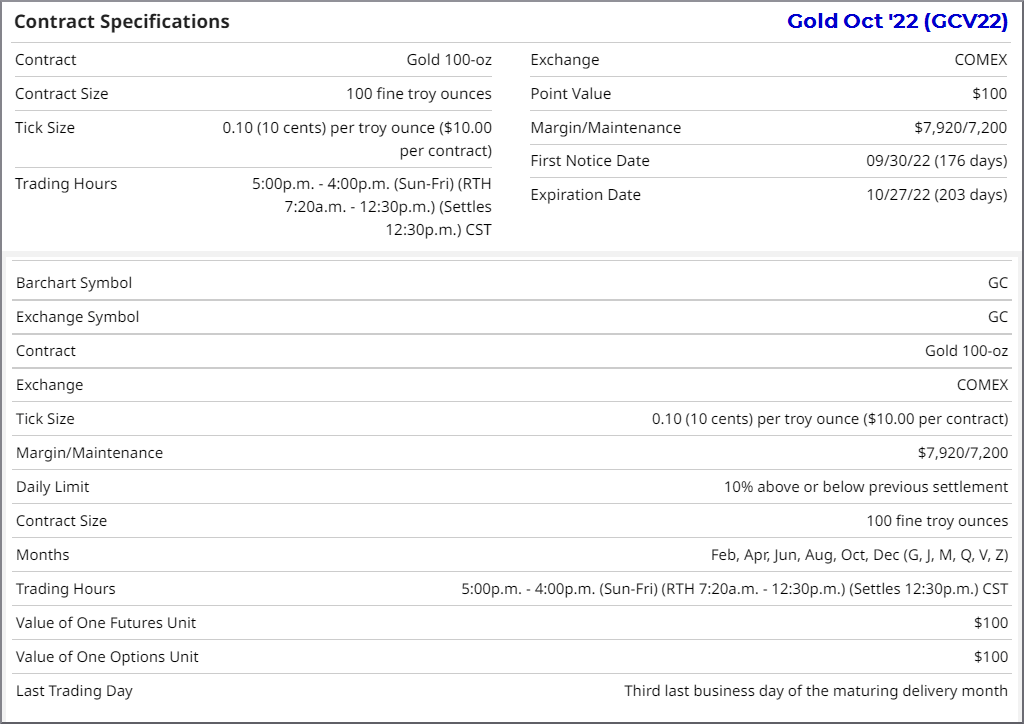 Contract Specifications
Gold Oct '22 (GCV22)
Contract Gold 100-oz
Contract Size 100 fine troy ounces
Tick Size 0.10 (10 cents) per troy ounce ($10.00
per contract)
Trading Hours 5:00p.m. - 4:00p.m. (Sun-Fri) (RTH
7:20a.m. - 12:30p.m.) (Settles
12:30p.m.) CST
Exchange COMEX
Point Value $100
Margin/Maintenance $7,920/7,200
First Notice Date 09/30/22 (176 days)
Expiration Date 10/27/22 (203 days)
Barchart Symbol GC
Exchange Symbol GC
Contract Gold 100-oz
Exchange COMEX
Tick Size 0.10 (10 cents) per troy ounce ($10.00 per contract)
Margin/Maintenance $7,920/7,200
Daily Limit 10% above or below previous settlement
Contract Size 100 fine troy ounces
Months Feb, Apr, Jun, Aug, Oct, Dec (G, J, M, Q, V, Z)
Trading Hours 5:00p.m. - 4:00p.m. (Sun-Fri) (RTH 7:20a.m. - 12:30p.m.) (Settles 12:30p.m.) CST
Value of One Futures Unit $100
Value of One Options Unit $100
Last Trading Day Third last business day of the maturing delivery month